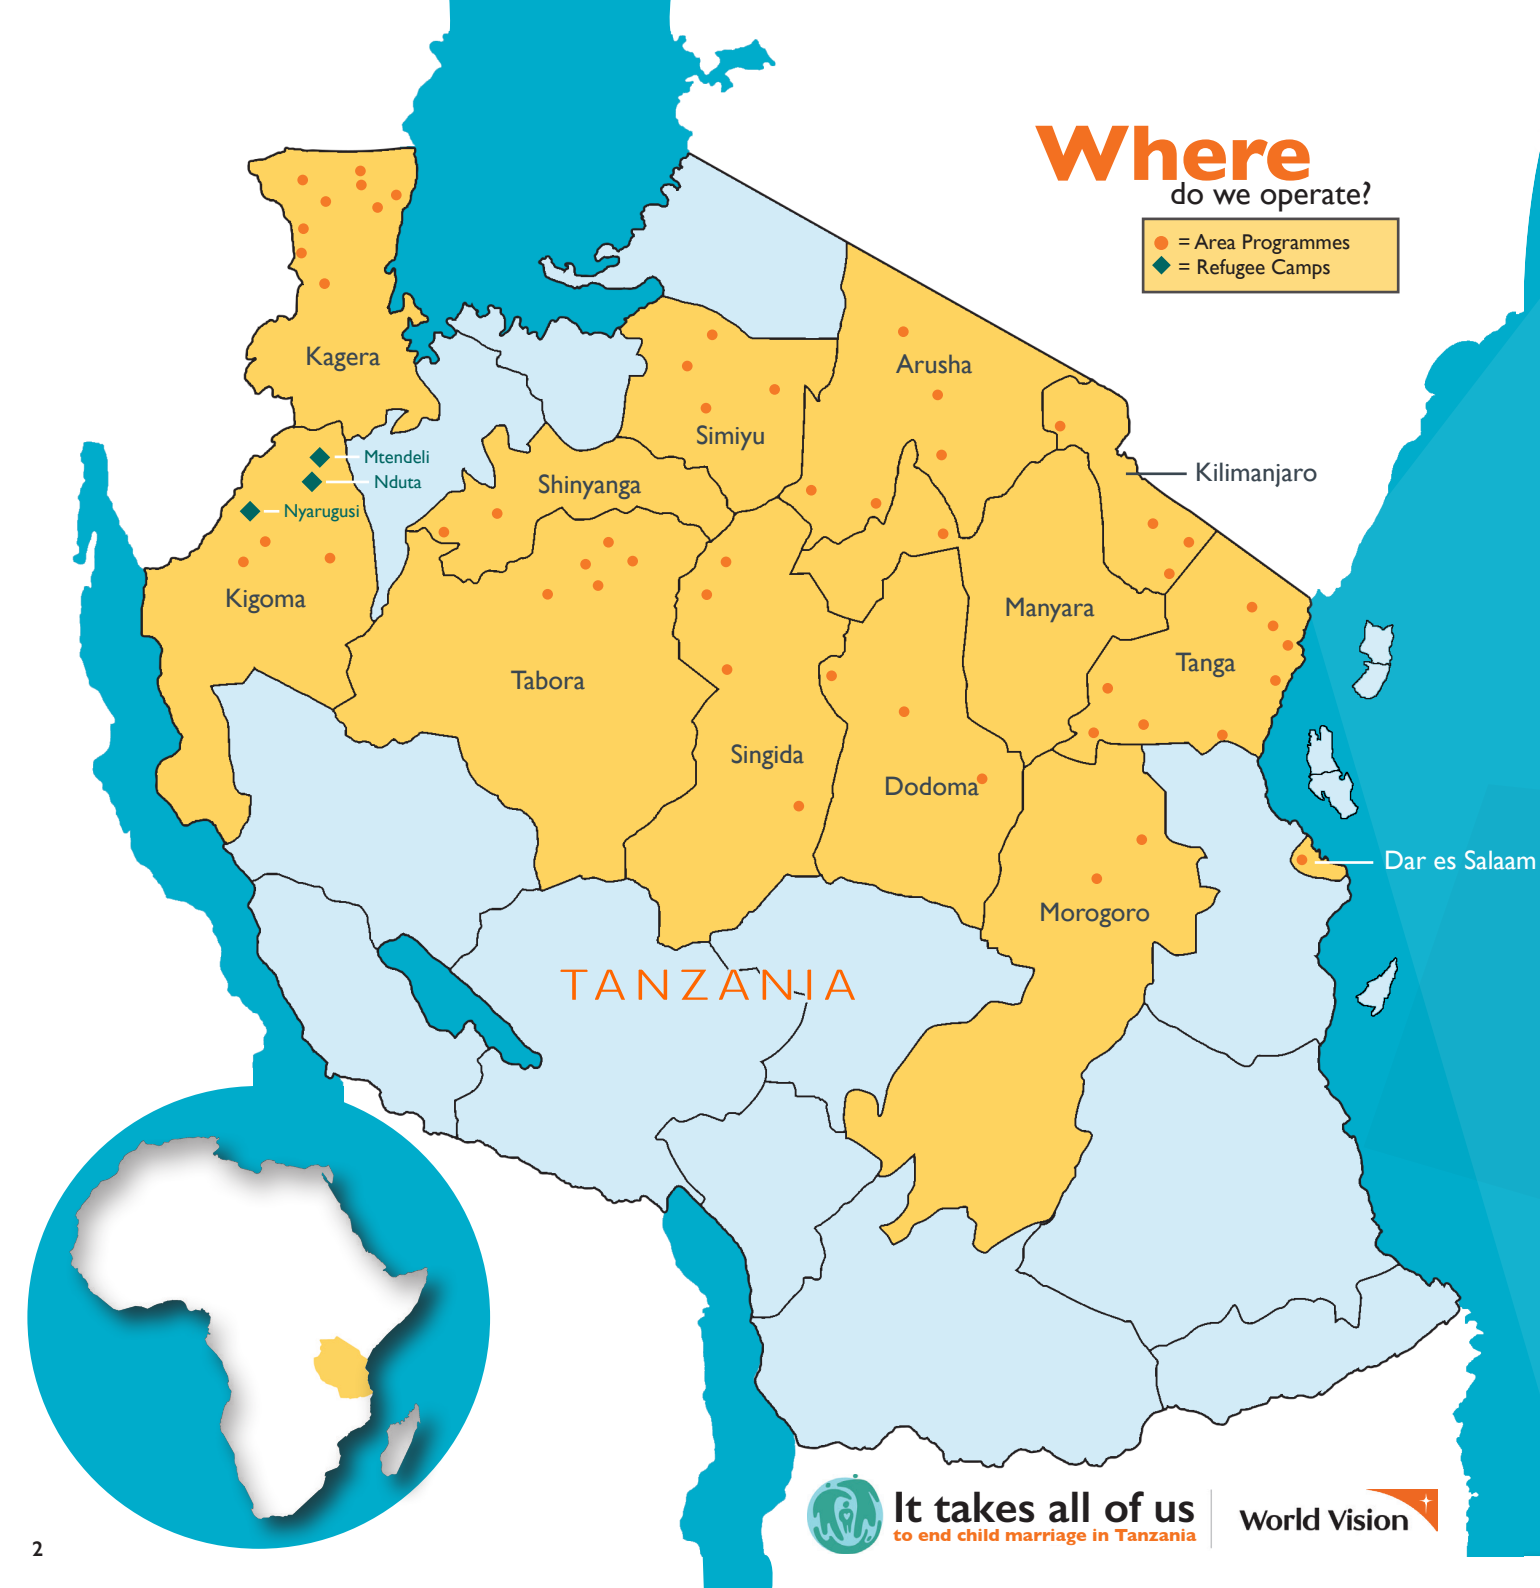 Where
do we operate?
= Area Programmes
= Refugee Camps
Kagera
Arusha
Simiyu
Mtendeli
Nduta
Nyarugusi
Shinyanga
Kilimanjaro
Kigoma
Manyara
Tabora
Tanga
Singida
Dodoma
Dar es Salaam
Morogoro
TANZANIA
It takes all of us
to end child marriage in Tanzania
World Vision
2